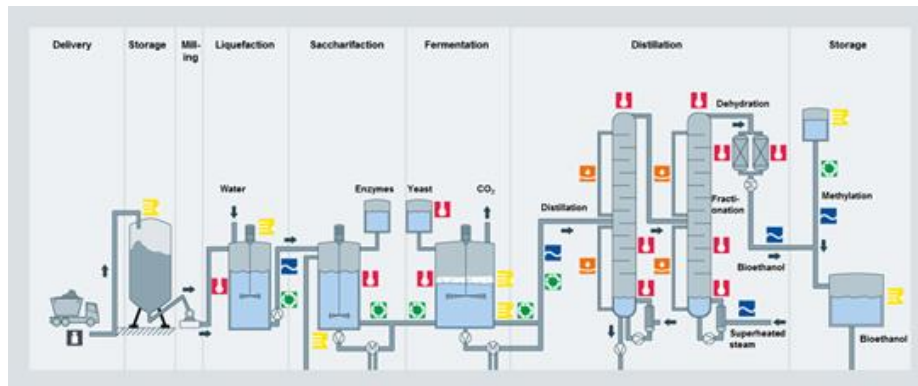 Delivery
Storage
Mill-
ing
Liquefaction
Saccharifaction
Fermentation
Distillation
Storage
Dehydration
Water
Enzymes
Yeast
CO₂
Distillation
Fracti-
onation
Methylation
Bioethanol
Superheated
steam
Bioethanol